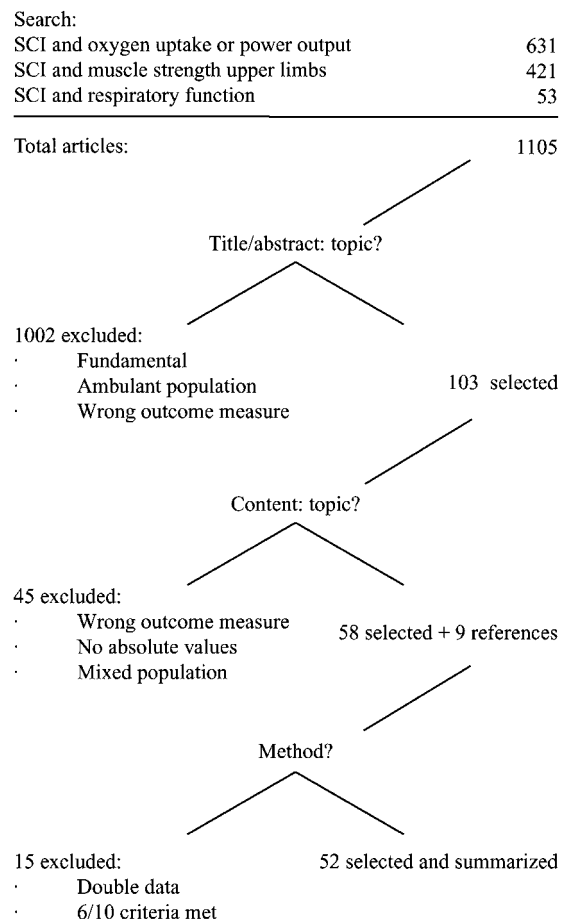 Search:
SCI and oxygen uptake or power output 631
SCI and muscle strength upper limbs 421
SCI and respiratory function 53
Total articles: 1105
Title/abstract: topic?
1002 excluded:
· Fundamental
· Ambulant population
· Wrong outcome measure
103 selected
Content: topic?
45 excluded:
· Wrong outcome measure
· No absolute values
· Mixed population
58 selected + 9 references
Method?
15 excluded:
· Double data
· 6/10 criteria met
52 selected and summarized